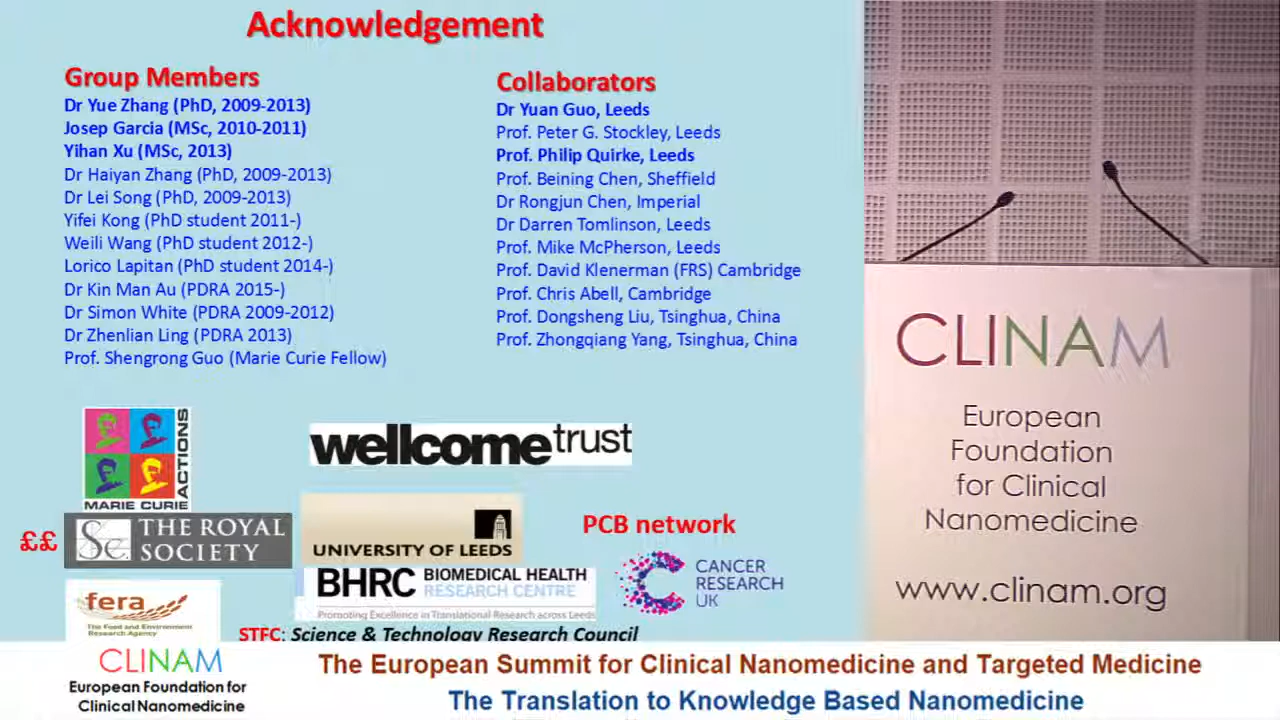 Acknowledgement
Group Members
Dr Yue Zhang (PhD, 2009-2013)
Josep Garcia (MSc, 2010-2011)
Yihan Xu (MSc, 2013)
Dr Haiyan Zhang (PhD, 2009-2013)
Dr Lei Song (PhD, 2009-2013)
Yifei Kong (PhD student 2011-)
Weili Wang (PhD student 2012-)
Lorico Lapitan (PhD student 2014-)
Dr Kin Man Au (PDRA 2015-)
Dr Simon White (PDRA 2009-2012)
Dr Zhenlian Ling (PDRA 2013)
Prof. Shengrong Guo (Marie Curie Fellow)
Collaborators
Dr Yuan Guo, Leeds
Prof. Peter G. Stockley, Leeds
Prof. Philip Quirke, Leeds
Prof. Beining Chen, Sheffield
Dr Rongjun Chen, Imperial
Dr Darren Tomlinson, Leeds
Prof. Mike McPherson, Leeds
Prof. David Klenerman (FRS) Cambridge
Prof. Chris Abell, Cambridge
Prof. Dongsheng Liu, Tsinghua, China
Prof. Zhongqiang Yang, Tsinghua, China
MARIE CURIE
ACTIONS
wellcometrust
££
THE ROYAL
SOCIETY
UNIVERSITY OF LEEDS
PCB network
BHRC BIOMEDICAL HEALTH
RESEARCH CENTRE
Promoting Excellence in Translational Research across Leeds
CANCER
RESEARCH
UK
fera
The Food and Environment
Research Agency
STFC: Science & Technology Research Council
CLINAM
European
Foundation
for Clinical
Nanomedicine
www.clinam.org
CLINAM
European Foundation for
Clinical Nanomedicine
The European Summit for Clinical Nanomedicine and Targeted Medicine
The Translation to Knowledge Based Nanomedicine